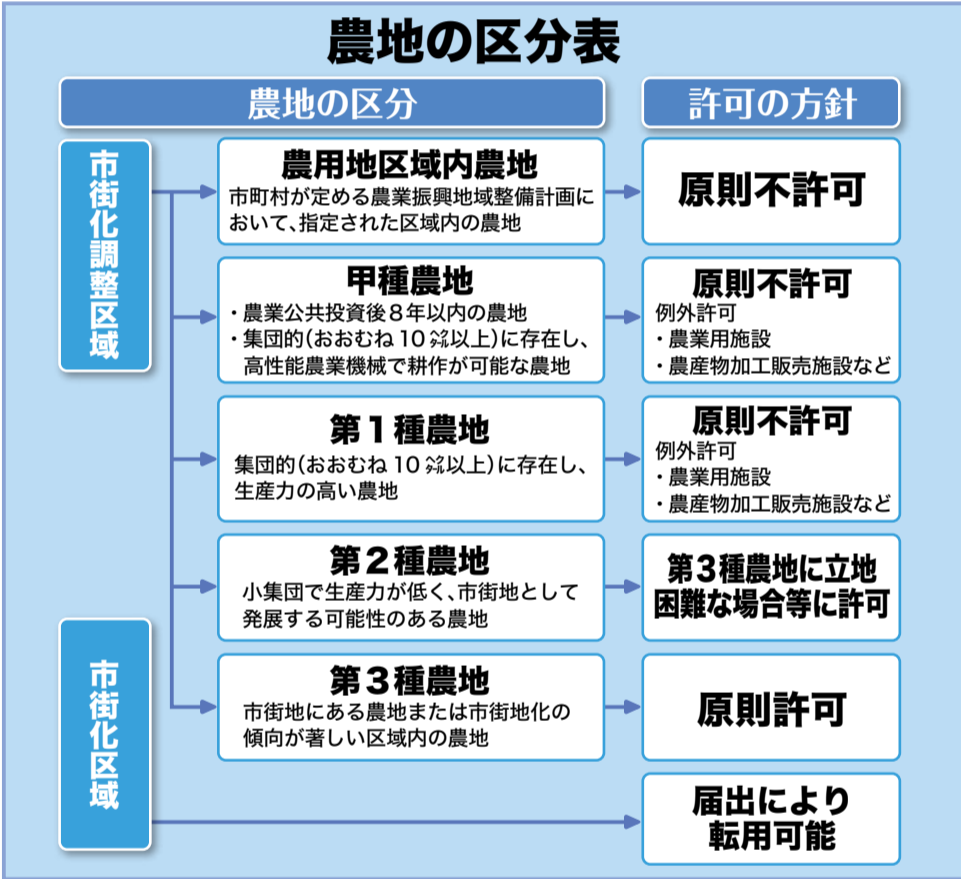 農地の区分表
農地の区分
許可の方針
市街化調整区域
農用地区域内農地
市町村が定める農業振興地域整備計画に
おいて、指定された区域内の農地
原則不許可
甲種農地
・農業公共投資後8年以内の農地
・集団的(おおむね10㌶以上)に存在し、
高性能農業機械で耕作が可能な農地
原則不許可
例外許可
・農業用施設
・農産物加工販売施設など
第1種農地
集団的(おおむね10㌶以上)に存在し、
生産力の高い農地
原則不許可
例外許可
・農業用施設
・農産物加工販売施設など
第2種農地
小集団で生産力が低く、市街地として
発展する可能性のある農地
第3種農地に立地
困難な場合等に許可
第3種農地
市街地にある農地または市街地化の
傾向が著しい区域内の農地
原則許可
市街化区域
届出により
転用可能